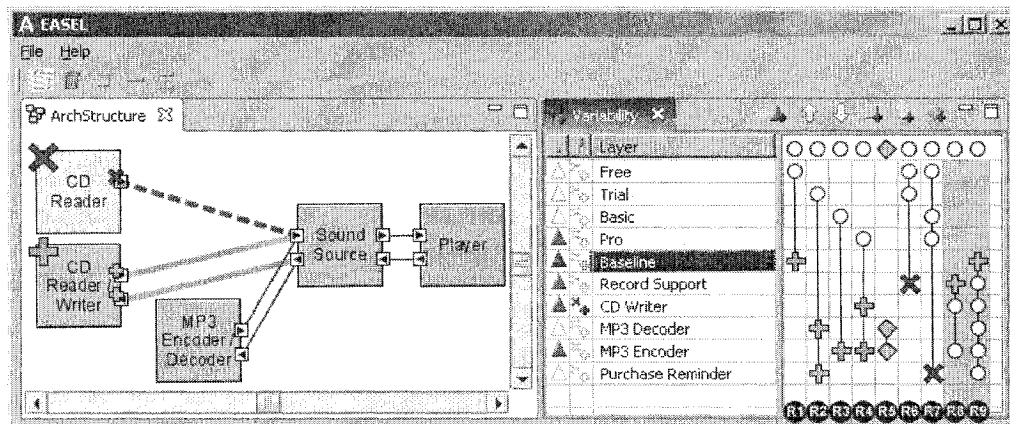 EASEL
File Help
ArchStructure
Variability
CD
Reader
CD
Reader /
Writer
MP3
Encoder /
Decoder
Sound
Source
Player
Layer
Free
Trial
Basic
Pro
Baseline
Record Support
CD Writer
MP3 Decoder
MP3 Encoder
Purchase Reminder
R1 R2 R3 R4 R5 R6 R7 R8 R9